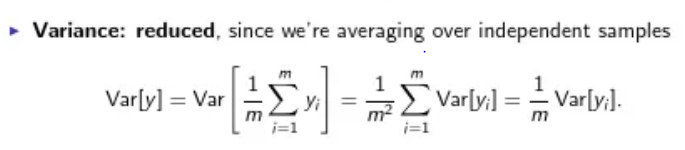 ▶ Variance: reduced, since we're averaging over independent samples
Var[y] = Var [ 1/m ∑_{i=1}^{m} y_i ] = 1/m² ∑_{i=1}^{m} Var[y_i] = 1/m Var[y_i].